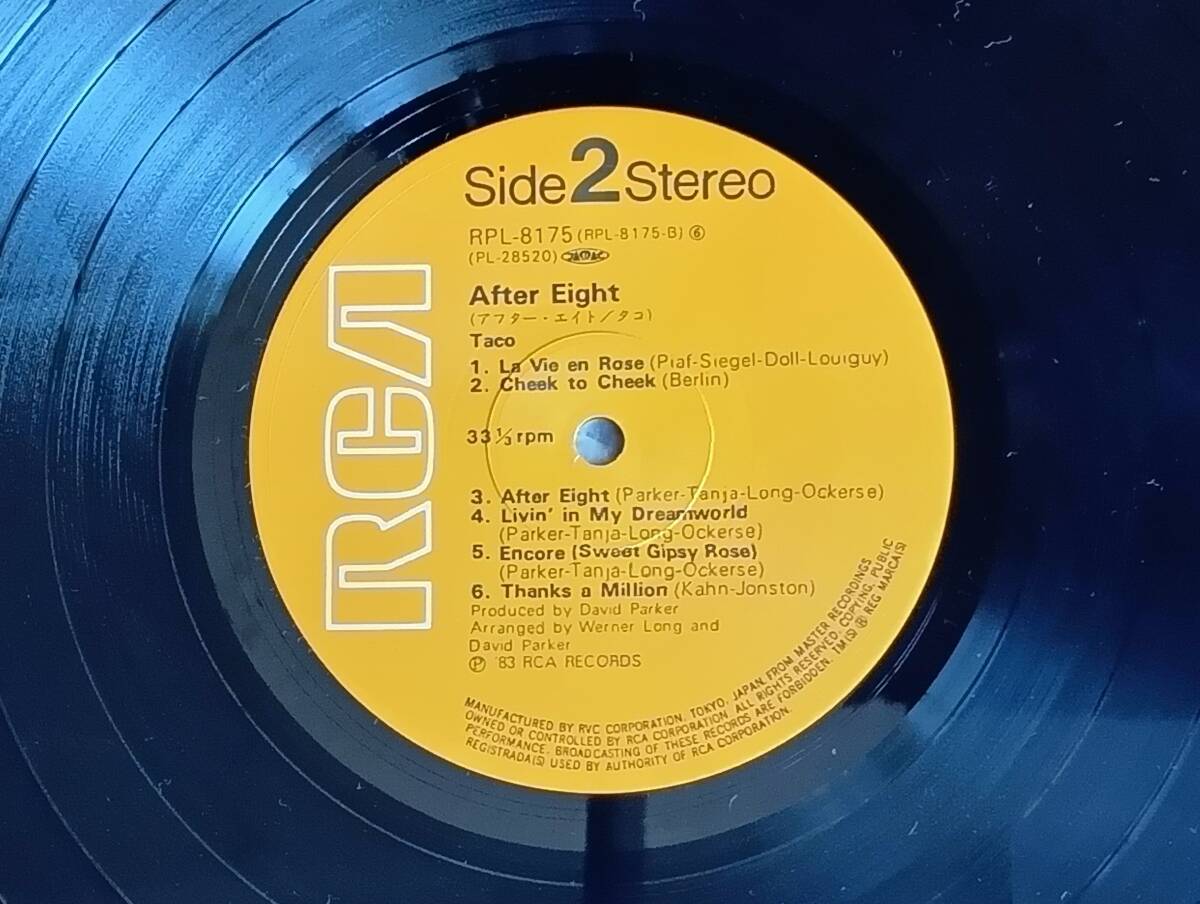 Side 2 Stereo
RPL-8175 (RPL-8175-B) ⑥
(PL-28520) JASRAC
After Eight
(アフター・エイト/タコ)
Taco
1. La Vie en Rose (Piaf-Siegel-Doll-Louiguy)
2. Cheek to Cheek (Berlin)
33 1/3 rpm
3. After Eight (Parker-Tanja-Long-Ockerse)
4. Livin' in My Dreamworld
(Parker-Tanja-Long-Ockerse)
5. Encore (Sweet Gipsy Rose)
(Parker-Tanja-Long-Ockerse)
6. Thanks a Million (Kahn-Jonston)
Produced by David Parker
Arranged by Werner Long and
David Parker
Ⓟ '83 RCA RECORDS
RCA
MANUFACTURED BY RVC CORPORATION, TOKYO, JAPAN, FROM MASTER RECORDINGS
OWNED OR CONTROLLED BY RCA CORPORATION. ALL RIGHTS RESERVED. COPYING, PUBLIC
PERFORMANCE, BROADCASTING OF THESE RECORDS ARE FORBIDDEN. TM(S) ® REG MARCA(S)
REGISTRADA(S) USED BY AUTHORITY OF RCA CORPORATION.